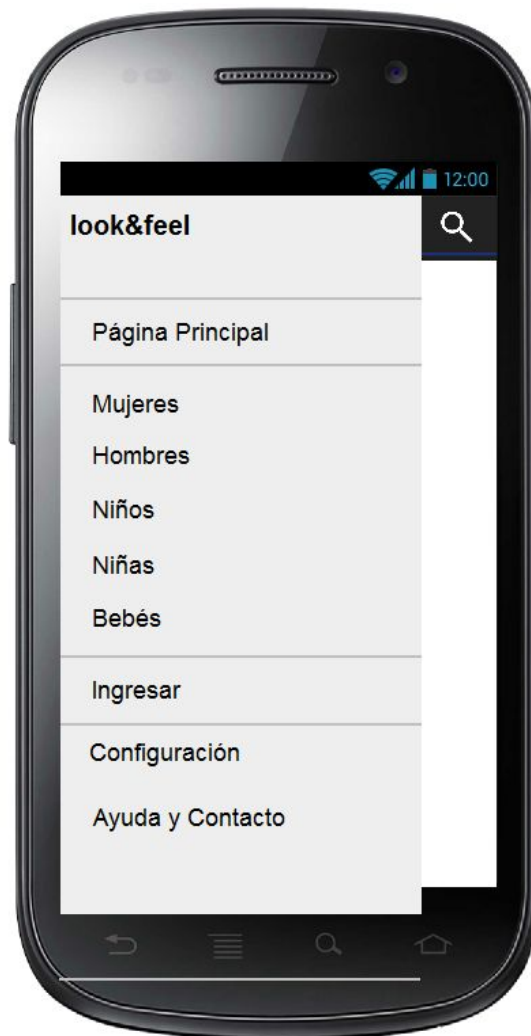 12:00
look&feel
Página Principal
Mujeres
Hombres
Niños
Niñas
Bebés
Ingresar
Configuración
Ayuda y Contacto